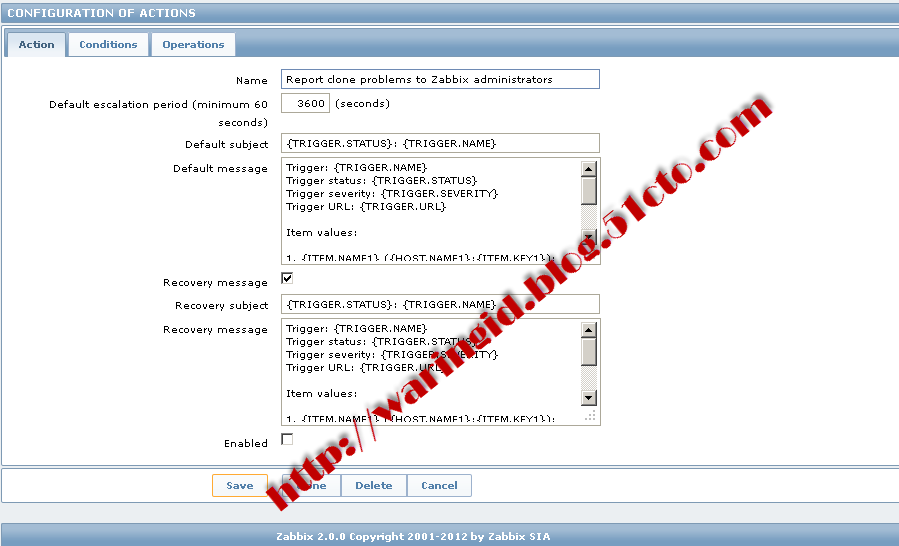 CONFIGURATION OF ACTIONS
Action Conditions Operations
Name Report clone problems to Zabbix administrators
Default escalation period (minimum 60
seconds) 3600 (seconds)
Default subject {TRIGGER.STATUS}: {TRIGGER.NAME}
Default message Trigger: {TRIGGER.NAME}
Trigger status: {TRIGGER.STATUS}
Trigger severity: {TRIGGER.SEVERITY}
Trigger URL: {TRIGGER.URL}
Item values:
1. {ITEM.NAME1} ({HOST.NAME1}:{ITEM.KEY1}):
Recovery message
Recovery subject {TRIGGER.STATUS}: {TRIGGER.NAME}
Recovery message Trigger: {TRIGGER.NAME}
Trigger status: {TRIGGER.STATUS}
Trigger severity: {TRIGGER.SEVERITY}
Trigger URL: {TRIGGER.URL}
Item values:
1. {ITEM.NAME1} ({HOST.NAME1}:{ITEM.KEY1}):
Enabled
Save Clone Delete Cancel
http://waringid.blog.51cto.com
Zabbix 2.0.0 Copyright 2001-2012 by Zabbix SIA